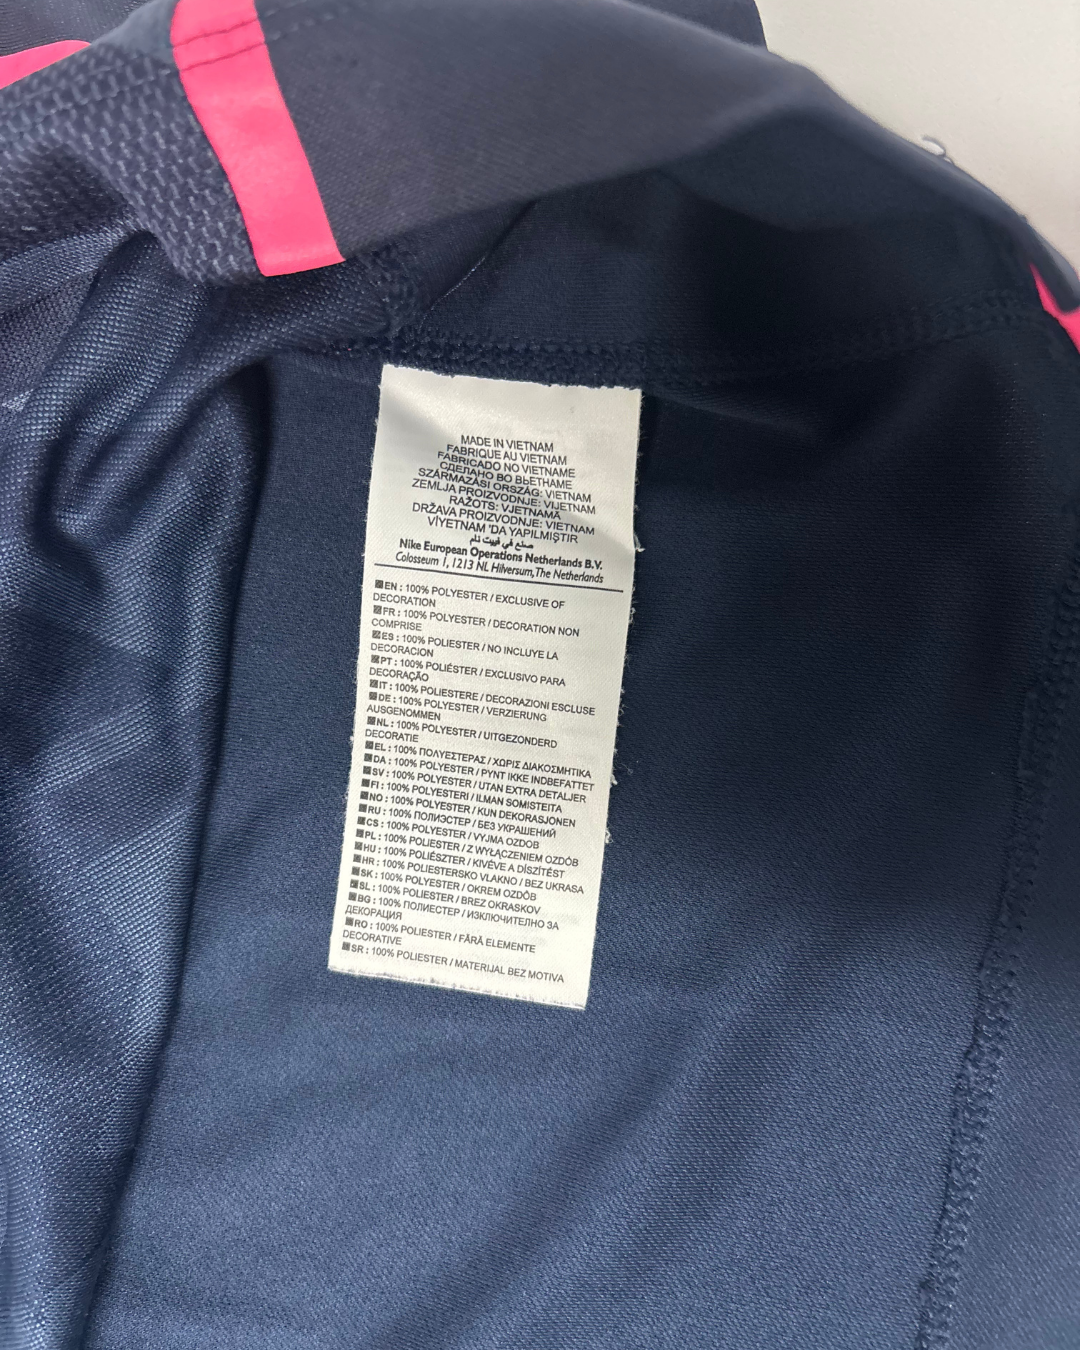 MADE IN VIETNAM
FABRIQUE AU VIETNAM
FABRICADO NO VIETNAME
СДЕЛАНО ВО ВЬЕТНАМЕ
SZÁRMAZÁSI ORSZÁG: VIETNAM
ZEMLJA PROIZVODNJE: VIJETNAM
RAŽOTS: VJETNAMĀ
DRŽAVA PROIZVODNJE: VIETNAM
VİYETNAM 'DA YAPILMIŞTIR
صنع في فييت نام
Nike European Operations Netherlands B.V.
Colosseum 1, 1213 NL Hilversum, The Netherlands
EN : 100% POLYESTER / EXCLUSIVE OF
DECORATION
FR : 100% POLYESTER / DECORATION NON
COMPRISE
ES : 100% POLIESTER / NO INCLUYE LA
DECORACION
PT : 100% POLIÉSTER / EXCLUSIVO PARA
DECORAÇÃO
IT : 100% POLIESTERE / DECORAZIONI ESCLUSE
DE : 100% POLYESTER / VERZIERUNG
AUSGENOMMEN
NL : 100% POLYESTER / UITGEZONDERD
DECORATIE
EL : 100% ΠΟΛΥΕΣΤΕΡΑΣ / ΧΩΡΙΣ ΔΙΑΚΟΣΜΗΤΙΚΑ
DA : 100% POLYESTER / PYNT IKKE INDBEFATTET
SV : 100% POLYESTER / UTAN EXTRA DETALJER
FI : 100% POLYESTERI / ILMAN SOMISTEITA
NO : 100% POLYESTER / KUN DEKORASJONEN
RU : 100% ПОЛИЭСТЕР / БЕЗ УКРАШЕНИЙ
CS : 100% POLYESTER / VYJMA OZDOB
PL : 100% POLIESTER / Z WYŁĄCZENIEM OZDÓB
HU : 100% POLIÉSZTER / KIVÉVE A DÍSZÍTÉST
HR : 100% POLIESTERSKO VLAKNO / BEZ UKRASA
SK : 100% POLYESTER / OKREM OZDÔB
SL : 100% POLIESTER / BREZ OKRASKOV
BG : 100% ПОЛИЕСТЕР / ИЗКЛЮЧИТЕЛНО ЗА
ДЕКОРАЦИЯ
RO : 100% POLIESTER / FĂRĂ ELEMENTE
DECORATIVE
SR : 100% POLIESTER / MATERIJAL BEZ MOTIVA